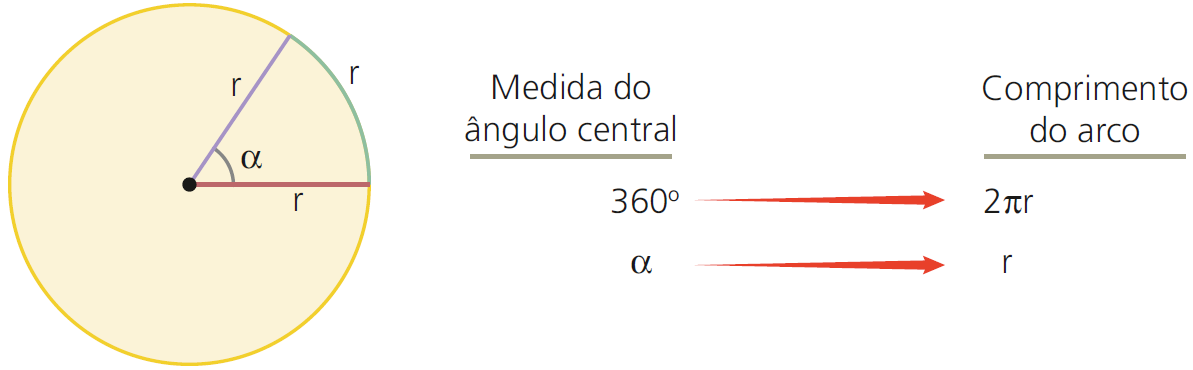 r
r
α
r
Medida do
ângulo central
Comprimento
do arco
360º
2πr
α
r